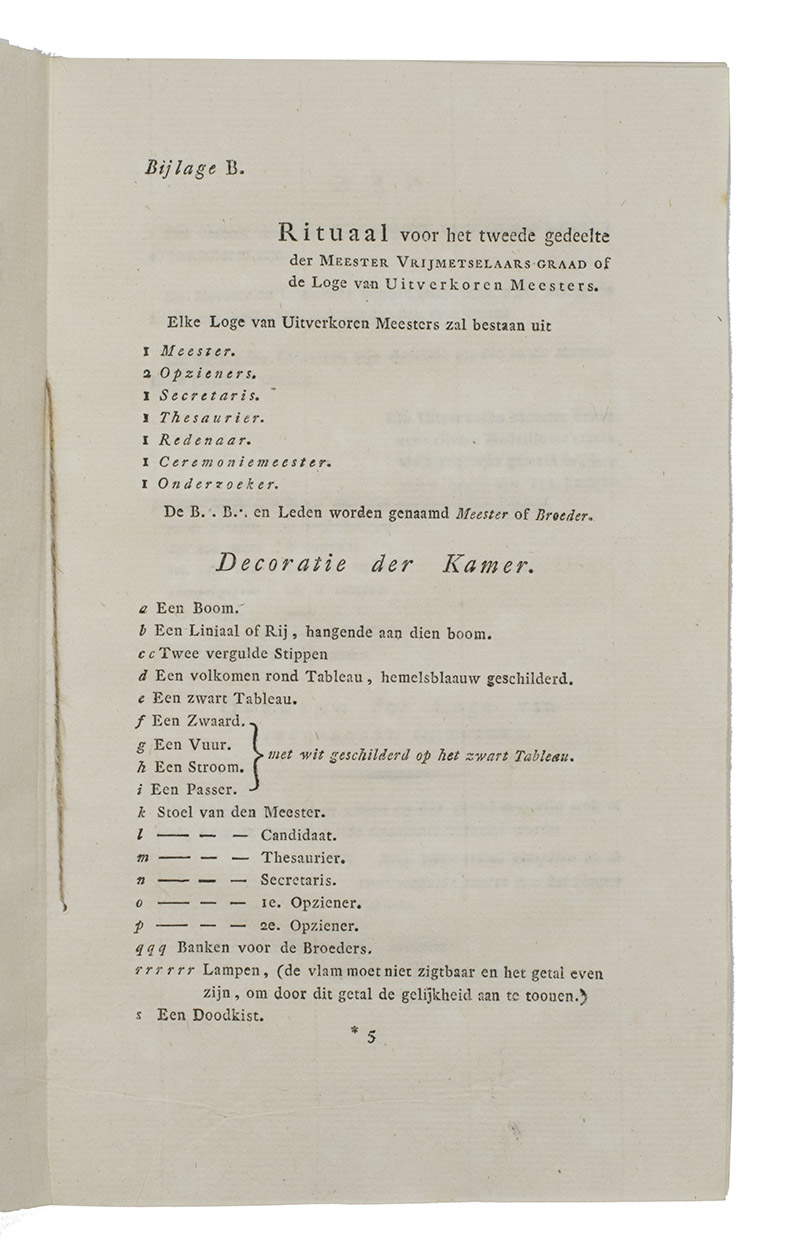 Bijlage B.
Rituaal voor het tweede gedeelte
der MEESTER VRIJMETSELAARS-GRAAD of
de Loge van Uitverkoren Meesters.
Elke Loge van Uitverkoren Meesters zal bestaan uit
1 Meester.
2 Opzieners.
1 Secretaris.
1 Thesaurier.
1 Redenaar.
1 Ceremoniemeester.
1 Onderzoeker.
De B.·. B.·. en Leden worden genaamd Meester of Broeder.
Decoratie der Kamer.
a Een Boom.
b Een Liniaal of Rij, hangende aan dien boom.
cc Twee vergulde Stippen
d Een volkomen rond Tableau, hemelsblaauw geschilderd.
e Een zwart Tableau.
f Een Zwaard.
g Een Vuur.
h Een Stroom.
i Een Passer.
met wit geschilderd op het zwart Tableau.
k Stoel van den Meester.
l — — — Candidaat.
m — — — Thesaurier.
n — — — Secretaris.
o — — — 1e. Opziener.
p — — — 2e. Opziener.
qqq Banken voor de Broeders.
rrrrrr Lampen, (de vlam moet niet zigtbaar en het getal even
zijn, om door dit getal de gelijkheid aan te toonen.)
s Een Doodkist.
* 5